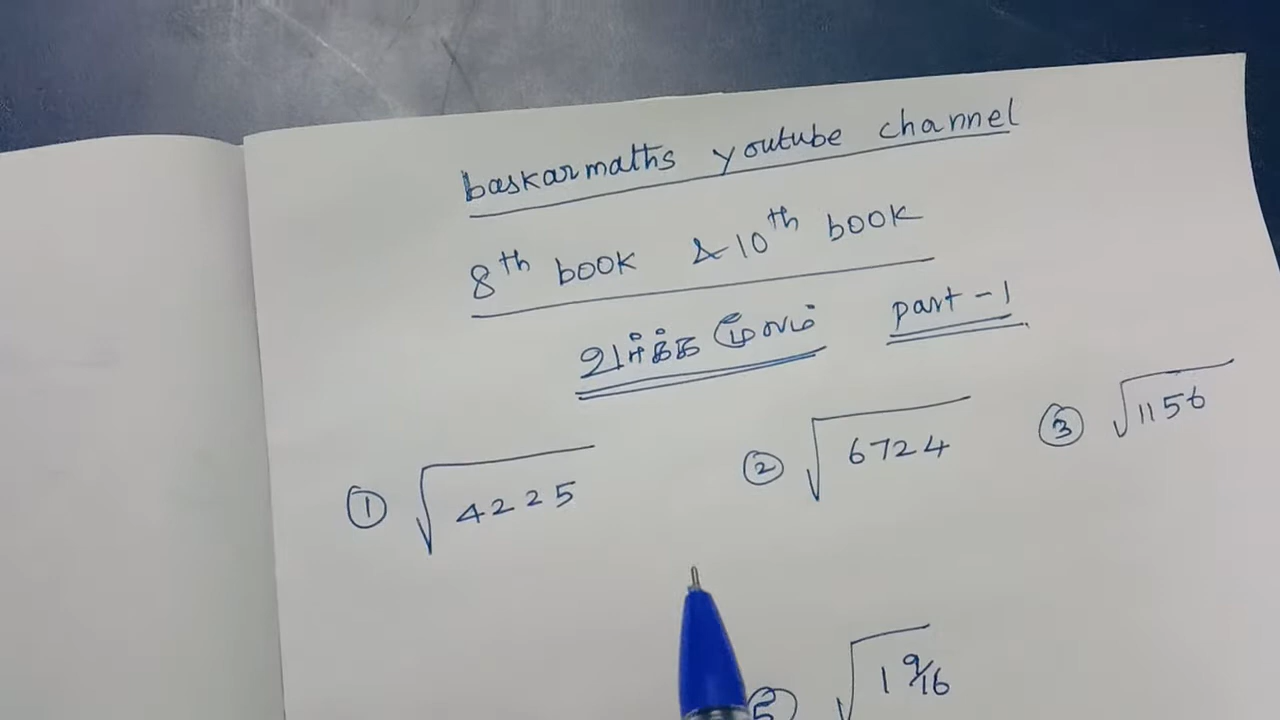 baskarmaths youtube channel
8th book & 10th book
வர்க்க மூலம் part - 1
① √4225 ② √6724 ③ √1156
⑤ √1 9/16